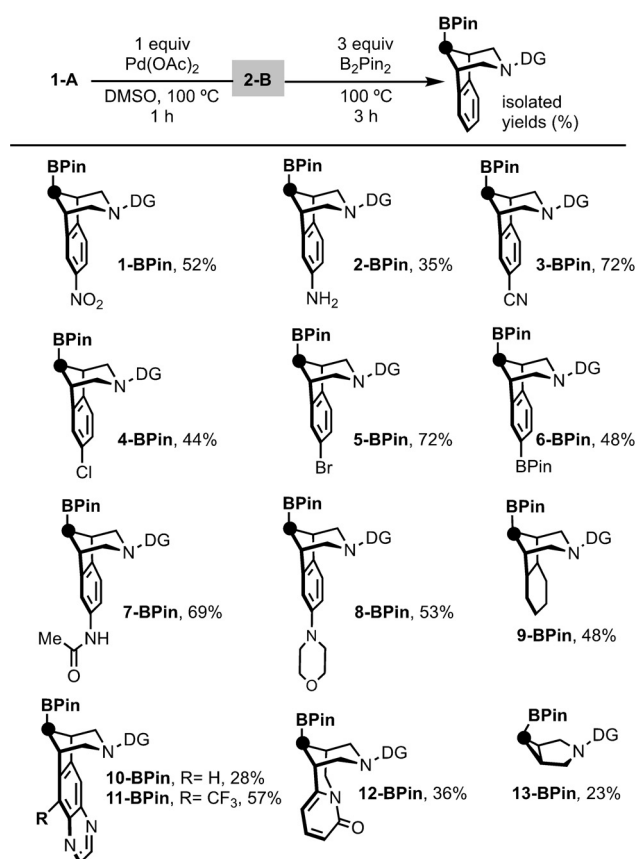 1-A
1 equiv
Pd(OAc)2
DMSO, 100 ºC
1 h
2-B
3 equiv
B2Pin2
100 ºC
3 h
BPin
N
DG
isolated
yields (%)
BPin
N
DG
1-BPin, 52%
NO2
BPin
N
DG
2-BPin, 35%
NH2
BPin
N
DG
3-BPin, 72%
CN
BPin
N
DG
4-BPin, 44%
Cl
BPin
N
DG
5-BPin, 72%
Br
BPin
N
DG
6-BPin, 48%
BPin
BPin
N
DG
7-BPin, 69%
Me
NH
O
BPin
N
DG
8-BPin, 53%
N
O
BPin
N
DG
9-BPin, 48%
BPin
N
DG
10-BPin, R= H, 28%
11-BPin, R= CF3, 57%
R
N
N
BPin
N
DG
N
12-BPin, 36%
O
BPin
N
DG
13-BPin, 23%